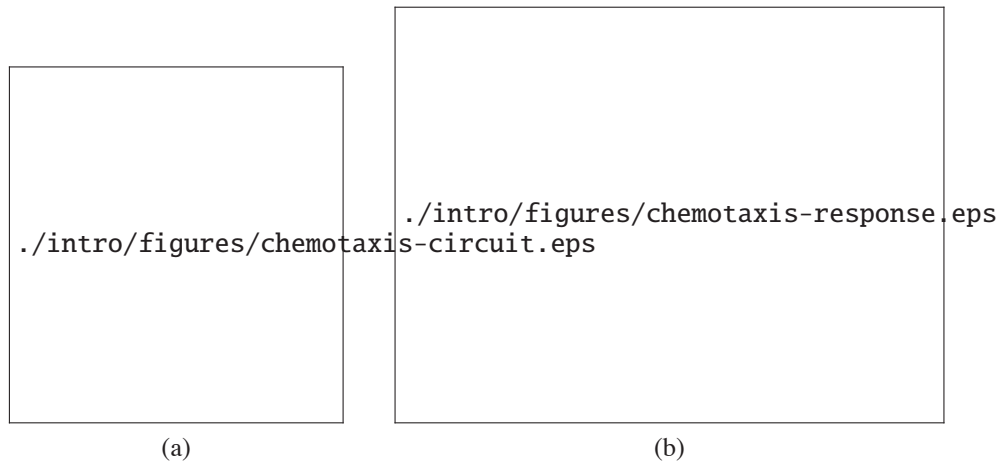 ./intro/figures/chemotaxis-response.eps
./intro/figures/chemotaxis-circuit.eps
(a)
(b)